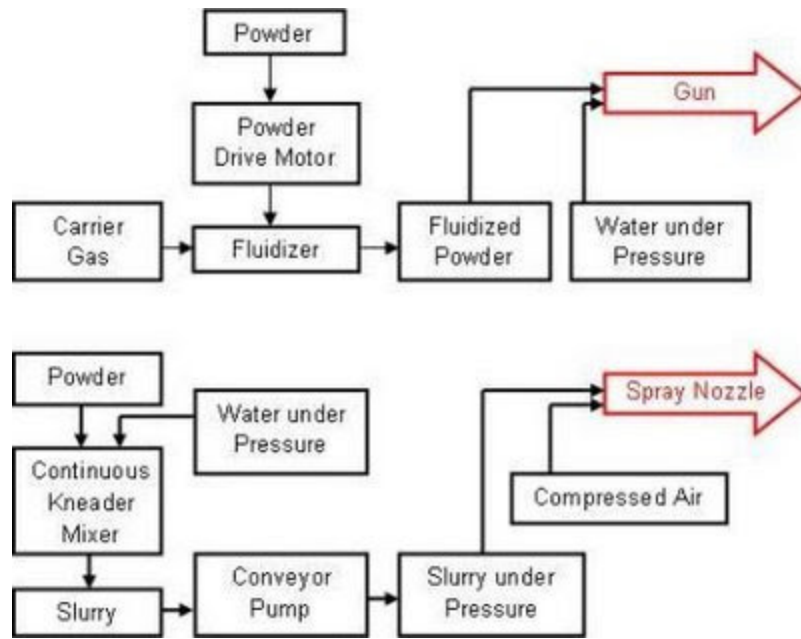 Powder
Powder
Drive Motor
Gun
Carrier
Gas
Fluidizer
Fluidized
Powder
Water under
Pressure
Powder
Water under
Pressure
Spray Nozzle
Continuous
Kneader
Mixer
Compressed Air
Slurry
Conveyor
Pump
Slurry under
Pressure